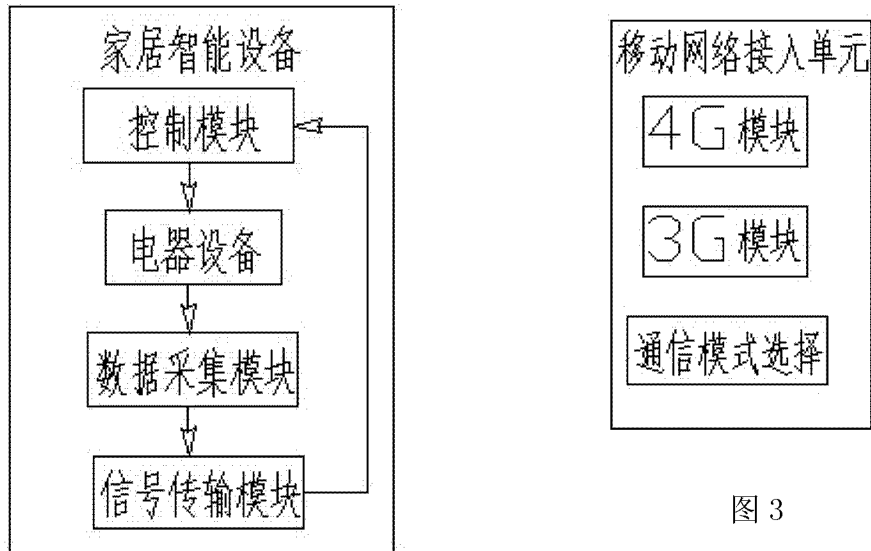 家居智能设备
控制模块
电器设备
数据采集模块
信号传输模块
移动网络接入单元
4G模块
3G模块
通信模式选择
图 3